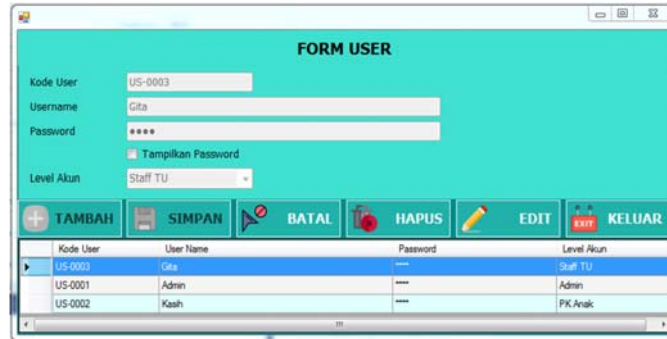 FORM USER
Kode User US-0003
Username Gita
Password ●●●●
Tampilkan Password
Level Akun Staff TU
TAMBAH SIMPAN BATAL HAPUS EDIT EXIT KELUAR
Kode User User Name Password Level Akun
US-0003 Gita **** Staff TU
US-0001 Admin **** Admin
US-0002 Kasih **** PK Anak